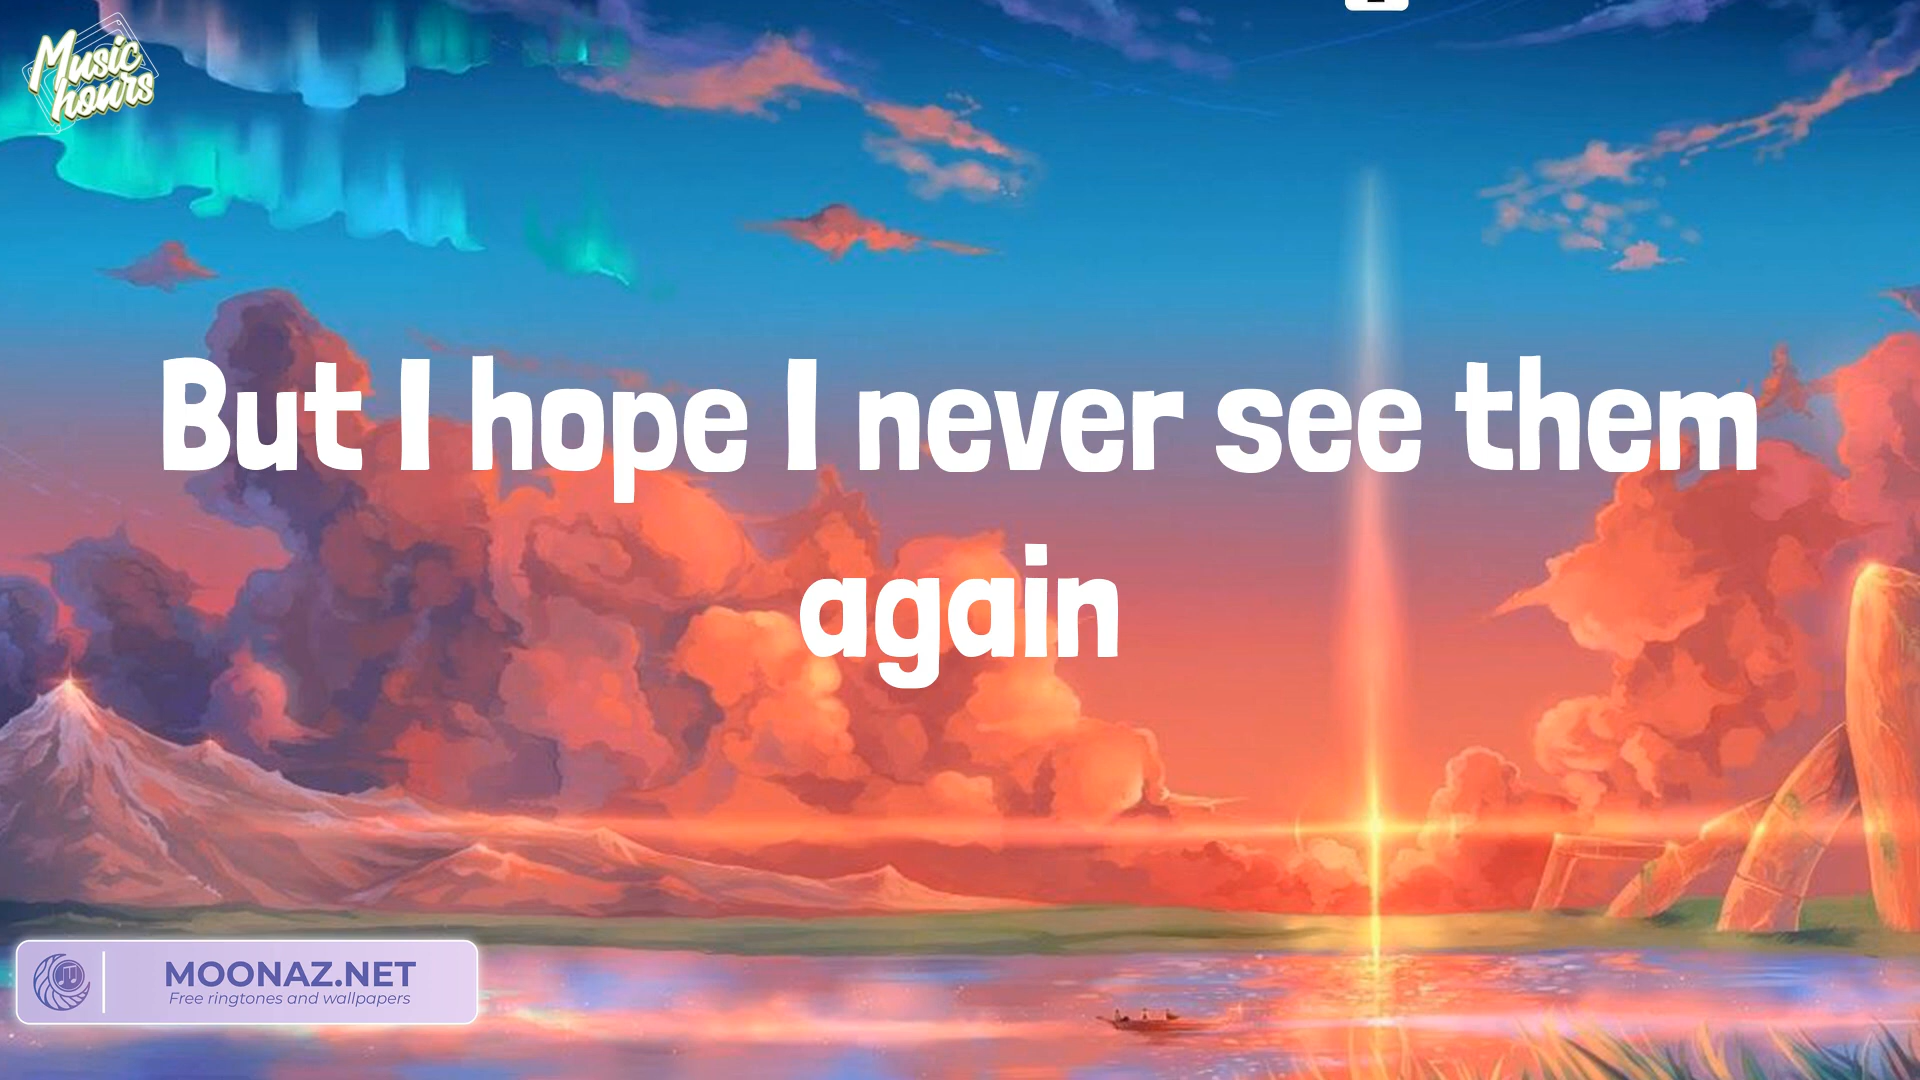 Music
hours
But I hope I never see them
again
MOONAZ.NET
Free ringtones and wallpapers